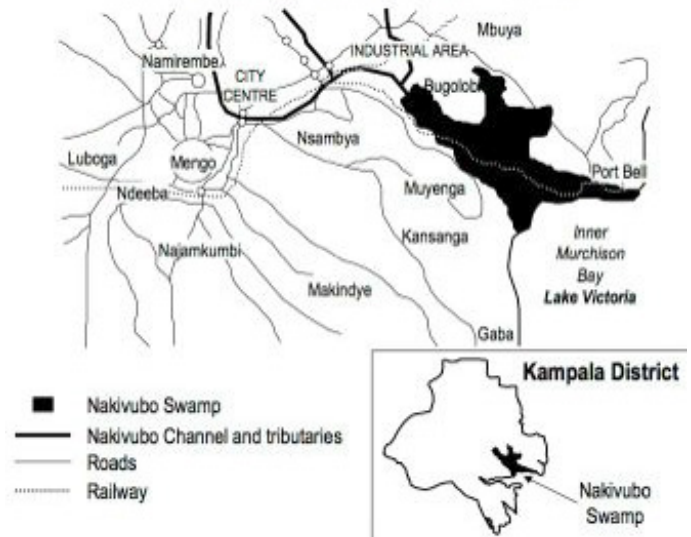 Mbuya
INDUSTRIAL AREA
Namirembe
CITY
CENTRE
Bugolobi
Nsambya
Luboga
Mengo
Port Bell
Ndeeba
Muyenga
Kansanga
Inner
Murchison
Bay
Lake Victoria
Najamkumbi
Makindye
Gaba
Kampala District
Nakivubo
Swamp
Nakivubo Swamp
Nakivubo Channel and tributaries
Roads
Railway